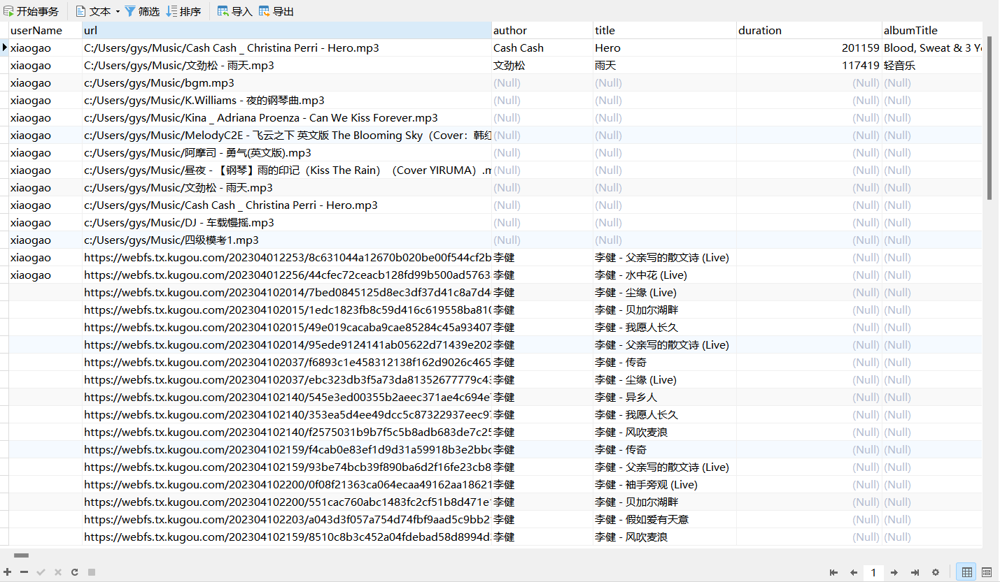 开始事务 文本 筛选 排序 导入 导出
userName url author title duration albumTitle
xiaogao C:/Users/gys/Music/Cash Cash _ Christina Perri - Hero.mp3 Cash Cash Hero 201159 Blood, Sweat & 3 Ye
xiaogao C:/Users/gys/Music/文劲松 - 雨天.mp3 文劲松 雨天 117419 轻音乐
xiaogao c:/Users/gys/Music/bgm.mp3 (Null) (Null) (Null) (Null)
xiaogao c:/Users/gys/Music/K.Williams - 夜的钢琴曲.mp3 (Null) (Null) (Null) (Null)
xiaogao c:/Users/gys/Music/Kina _ Adriana Proenza - Can We Kiss Forever.mp3 (Null) (Null) (Null) (Null)
xiaogao c:/Users/gys/Music/MelodyC2E - 飞云之下 英文版 The Blooming Sky（Cover：韩红 (Null) (Null) (Null) (Null)
xiaogao c:/Users/gys/Music/阿摩司 - 勇气(英文版).mp3 (Null) (Null) (Null) (Null)
xiaogao c:/Users/gys/Music/昼夜 - 【钢琴】雨的印记（Kiss The Rain）（Cover YIRUMA）.m (Null) (Null) (Null) (Null)
xiaogao c:/Users/gys/Music/文劲松 - 雨天.mp3 (Null) (Null) (Null) (Null)
xiaogao c:/Users/gys/Music/Cash Cash _ Christina Perri - Hero.mp3 (Null) (Null) (Null) (Null)
xiaogao c:/Users/gys/Music/DJ - 车载慢摇.mp3 (Null) (Null) (Null) (Null)
xiaogao c:/Users/gys/Music/四级模考1.mp3 (Null) (Null) (Null) (Null)
xiaogao https://webfs.tx.kugou.com/202304012253/8c631044a12670b020be00f544cf2b 李健 李健 - 父亲写的散文诗 (Live) (Null) (Null)
xiaogao https://webfs.tx.kugou.com/202304012256/44cfec72ceacb128fd99b500ad5763 李健 李健 - 水中花 (Live) (Null) (Null)
https://webfs.tx.kugou.com/202304102014/7bed0845125d8ec3df37d41c8a7d4 李健 李健 - 尘缘 (Live) (Null) (Null)
https://webfs.tx.kugou.com/202304102015/1edc1823fb8c59d416c619558ba810 李健 李健 - 贝加尔湖畔 (Null) (Null)
https://webfs.tx.kugou.com/202304102015/49e019cacaba9cae85284c45a93407 李健 李健 - 我愿人长久 (Null) (Null)
https://webfs.tx.kugou.com/202304102014/95ede9124141ab05622d71439e202 李健 李健 - 父亲写的散文诗 (Live) (Null) (Null)
https://webfs.tx.kugou.com/202304102037/f6893c1e458312138f162d9026c465 李健 李健 - 传奇 (Null) (Null)
https://webfs.tx.kugou.com/202304102037/ebc323db3f5a73da81352677779c43 李健 李健 - 尘缘 (Live) (Null) (Null)
https://webfs.tx.kugou.com/202304102140/545e3ed00355b2aeec371ae4c694e 李健 李健 - 异乡人 (Null) (Null)
https://webfs.tx.kugou.com/202304102140/353ea5d4ee49dcc5c87322937eec9 李健 李健 - 我愿人长久 (Null) (Null)
https://webfs.tx.kugou.com/202304102140/f2575031b9b7f5c5b8adb683de7c25 李健 李健 - 风吹麦浪 (Null) (Null)
https://webfs.tx.kugou.com/202304102159/f4cab0e83ef1d9d31a59918b3e2bbc 李健 李健 - 传奇 (Null) (Null)
https://webfs.tx.kugou.com/202304102159/93be74bcb39f890ba6d2f16fe23cb8 李健 李健 - 父亲写的散文诗 (Live) (Null) (Null)
https://webfs.tx.kugou.com/202304102200/0f08f21363ca064ecaa49162aa18621 李健 李健 - 袖手旁观 (Live) (Null) (Null)
https://webfs.tx.kugou.com/202304102200/551cac760abc1483fc2cf51b8d471e 李健 李健 - 贝加尔湖畔 (Null) (Null)
https://webfs.tx.kugou.com/202304102203/a043d3f057a754d74fbf9aad5c9bb2 李健 李健 - 假如爱有天意 (Null) (Null)
https://webfs.tx.kugou.com/202304102159/8510c8b3c452a04fdebad58d8994d 李健 李健 - 风吹麦浪 (Null) (Null)
1